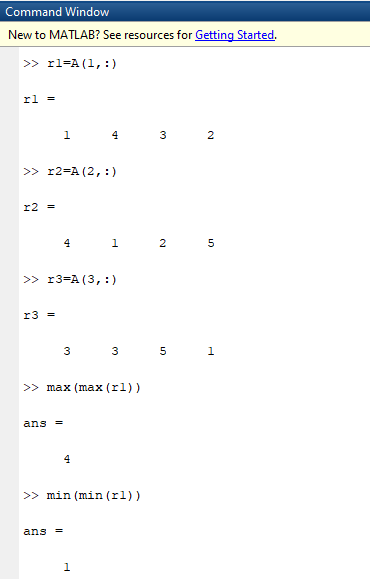 Command Window
New to MATLAB? See resources for Getting Started.
>> r1=A(1,:)
r1 =
1 4 3 2
>> r2=A(2,:)
r2 =
4 1 2 5
>> r3=A(3,:)
r3 =
3 3 5 1
>> max(max(r1))
ans =
4
>> min(min(r1))
ans =
1